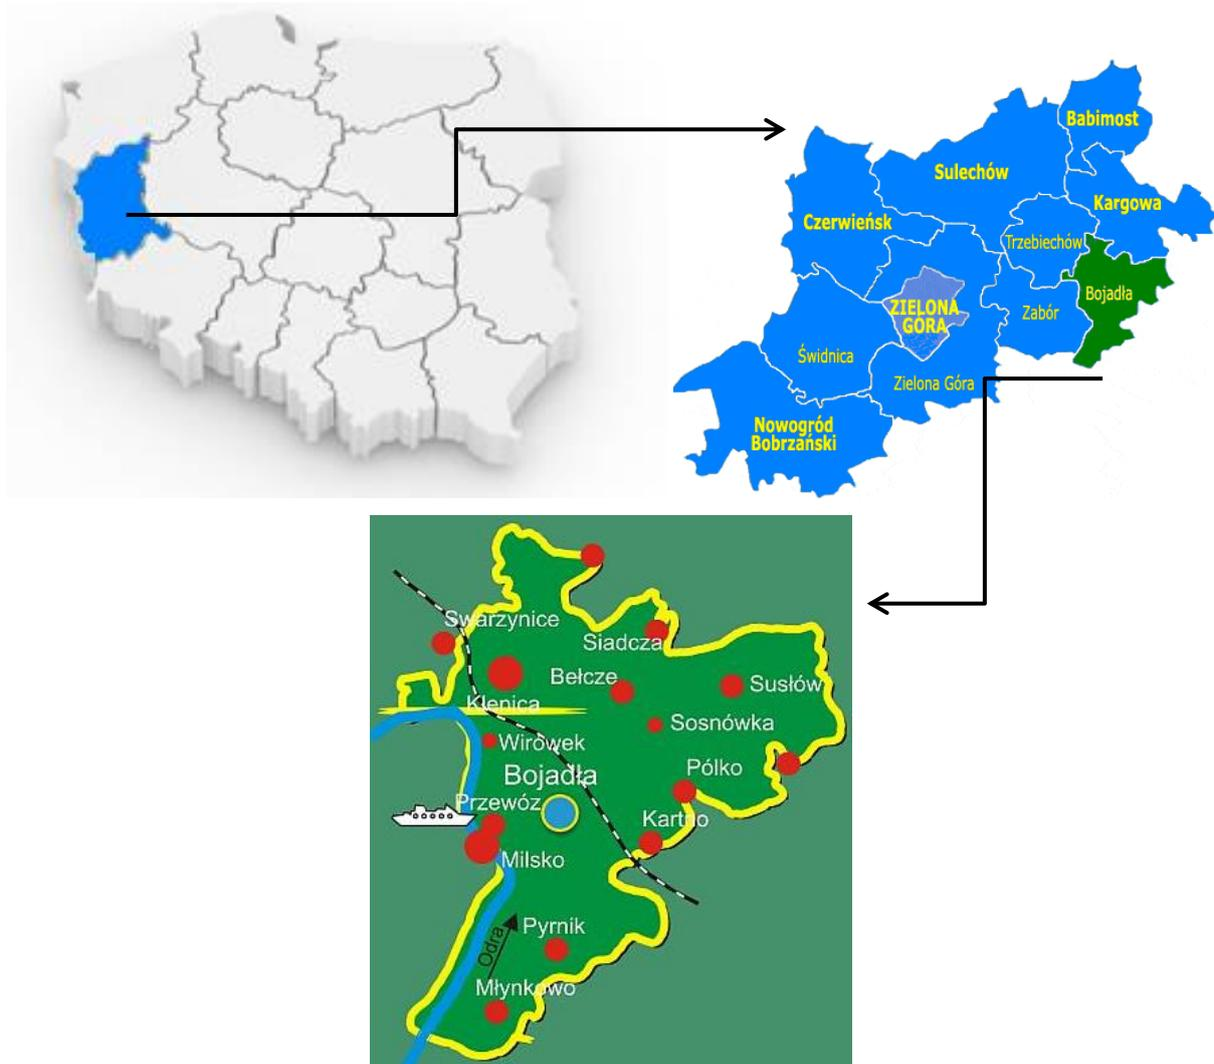 Babimost
Sulechów
Kargowa
Czerwieńsk
Trzebiechów
Bojadła
ZIELONA
GÓRA
Zabór
Świdnica
Zielona Góra
Nowogród
Bobrzański
Swarzynice
Siadcza
Bełcze
Susłów
Klenica
Sosnówka
Wirówek
Pólko
Bojadła
Przewóz
Kartno
Milsko
Pyrnik
Odra
Młynkowo